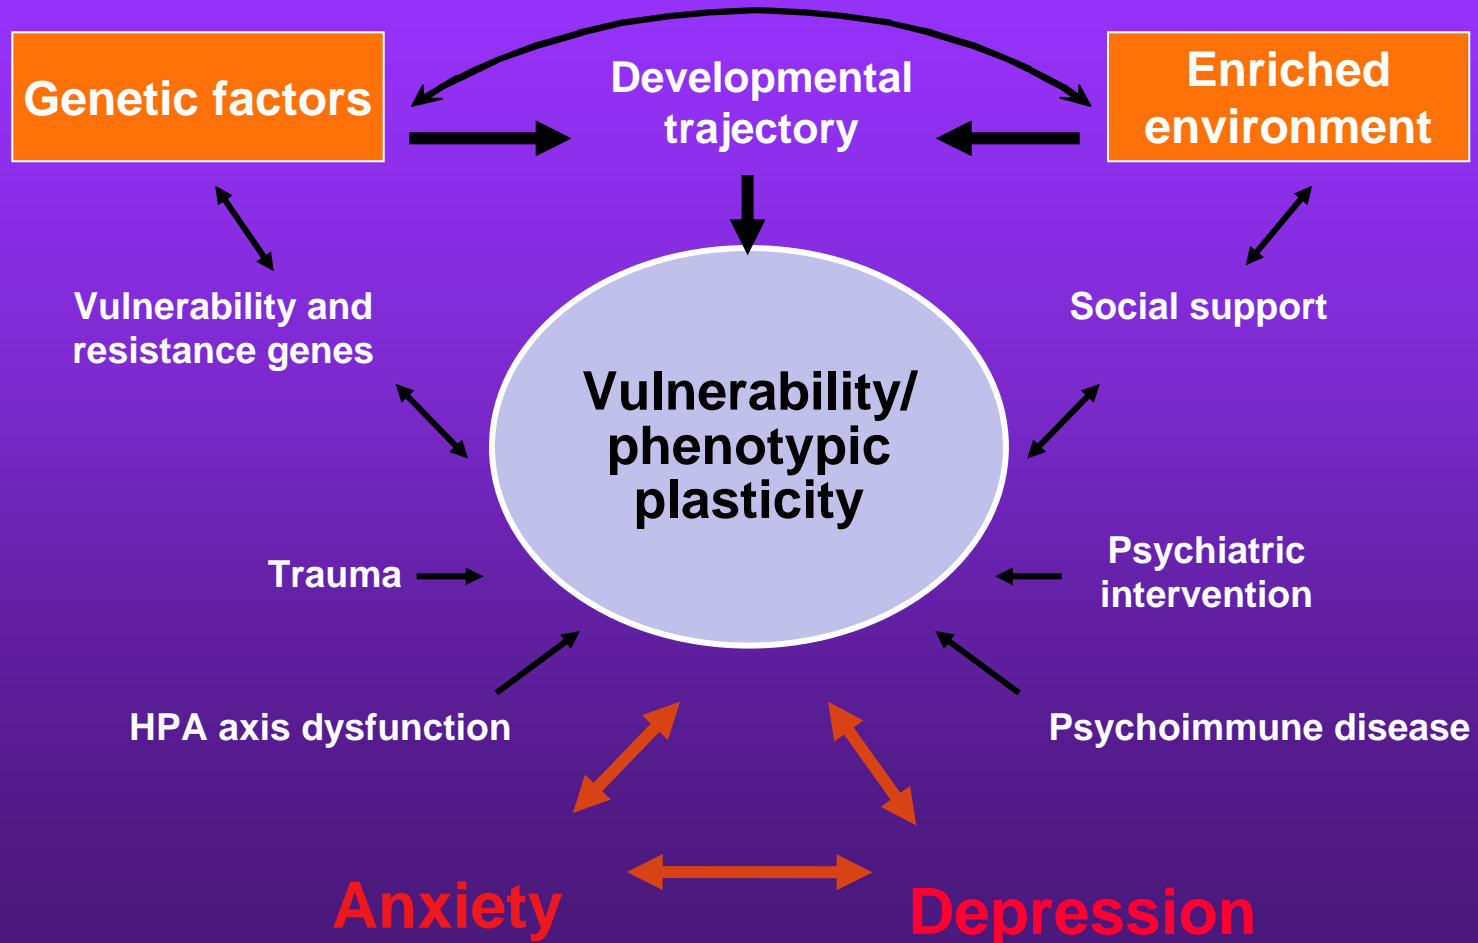 Genetic factors
Developmental
trajectory
Enriched
environment
Vulnerability and
resistance genes
Social support
Vulnerability/
phenotypic
plasticity
Trauma
Psychiatric
intervention
HPA axis dysfunction
Psychoimmune disease
Anxiety
Depression